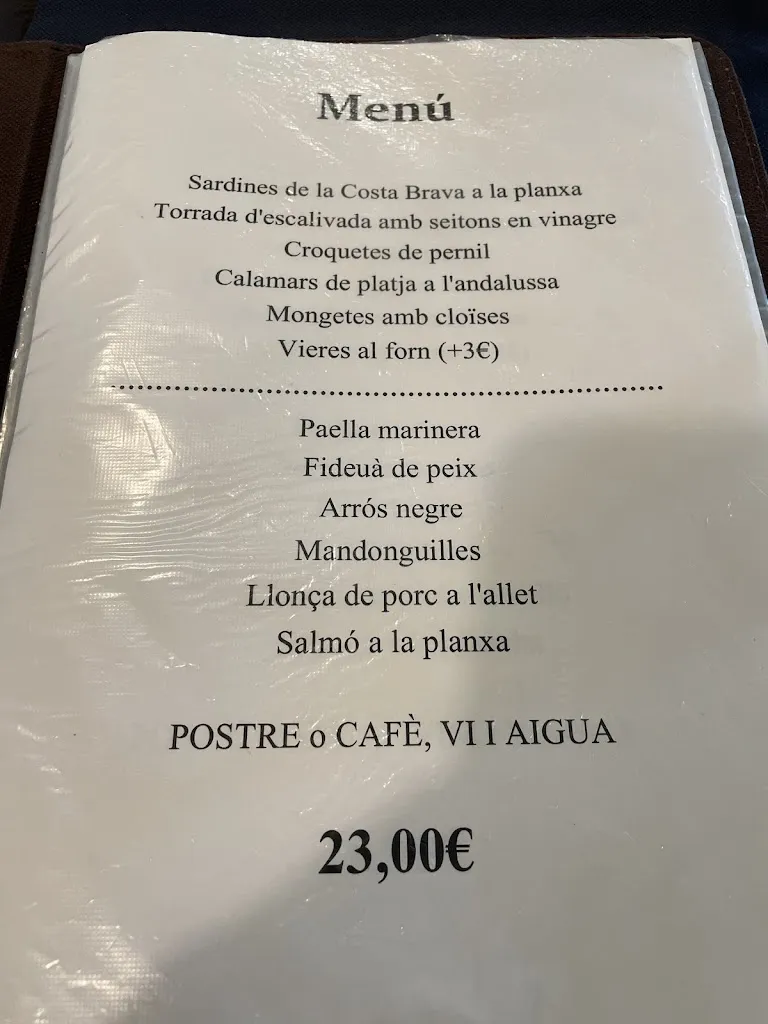 Menú
Sardines de la Costa Brava a la planxa
Torrada d'escalivada amb seitons en vinagre
Croquetes de pernil
Calamars de platja a l'andalussa
Mongetes amb cloïses
Vieres al forn (+3€)
Paella marinera
Fideuà de peix
Arrós negre
Mandonguilles
Llonça de porc a l'allet
Salmó a la planxa
POSTRE o CAFÈ, VI I AIGUA
23,00€